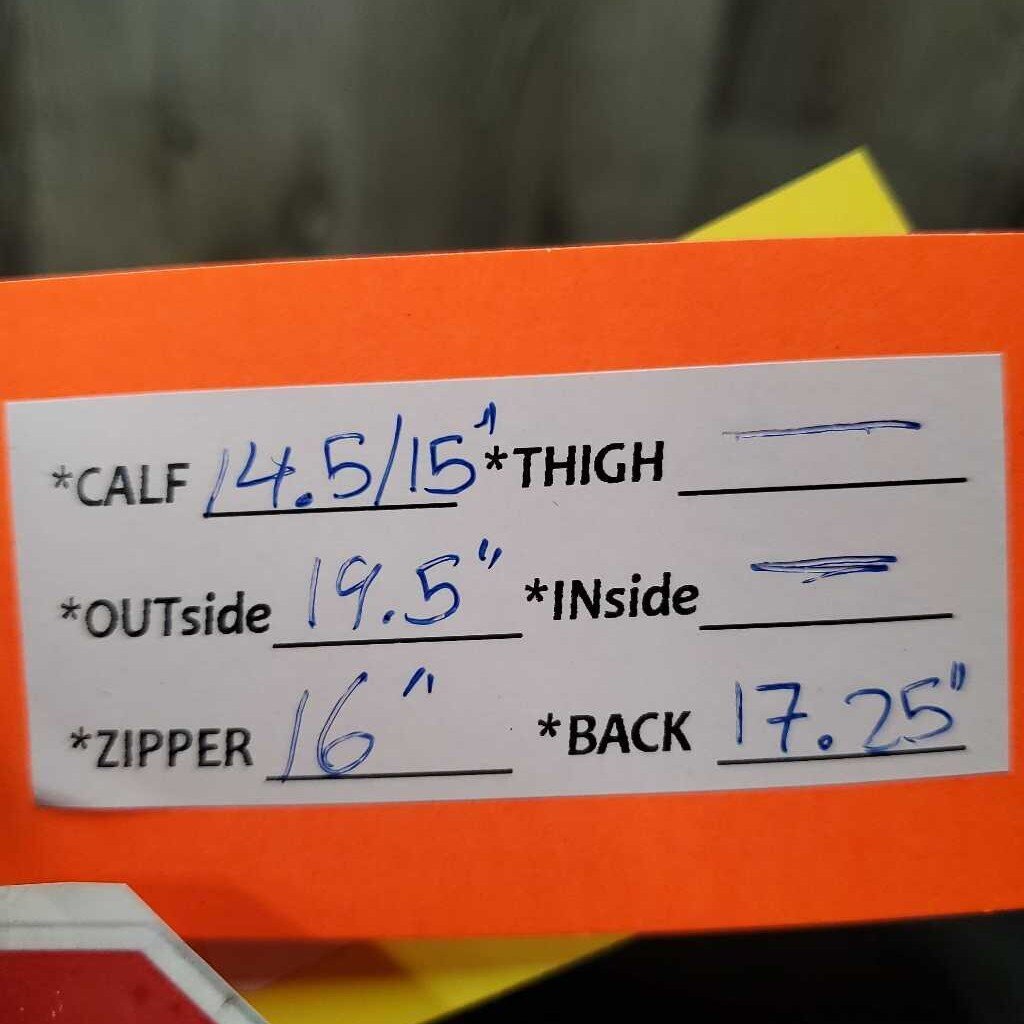 *CALF 14.5/15" *THIGH —
*OUTside 19.5" *INside —
*ZIPPER 16" *BACK 17.25"